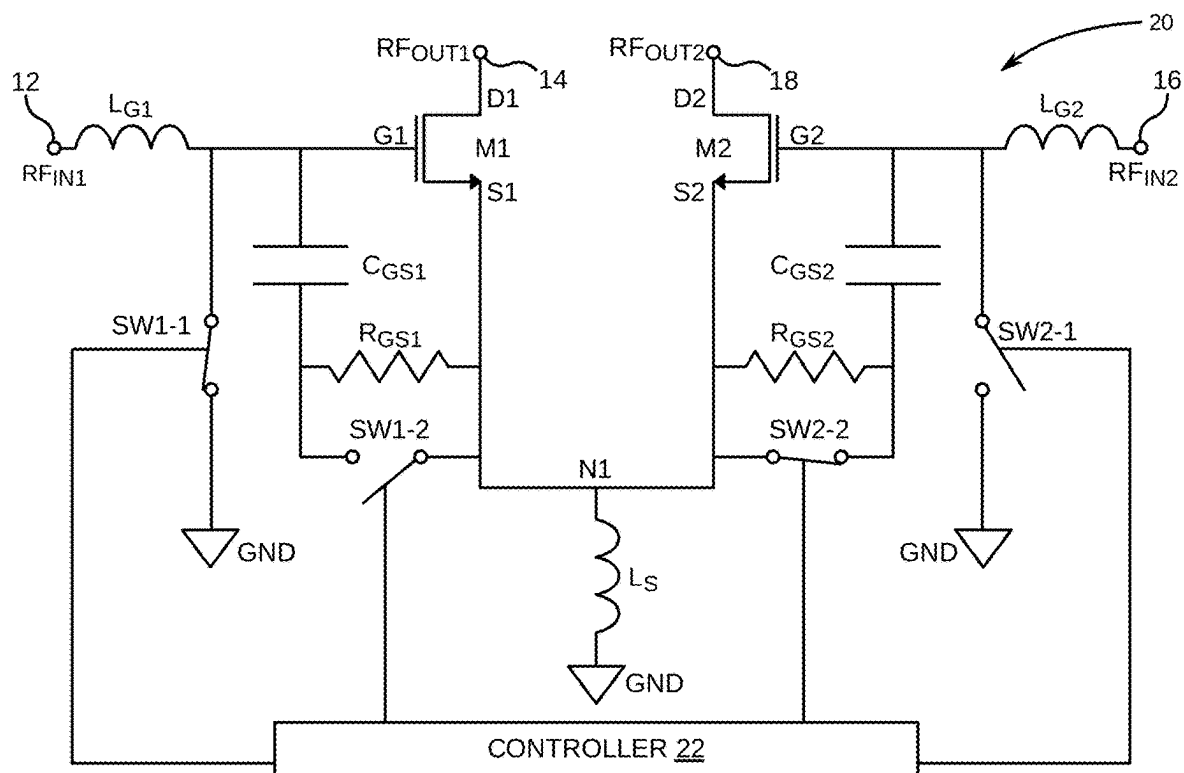 20
RFOUT1
RFOUT2
14
18
12
16
LG1
LG2
D1
D2
G1
G2
M1
M2
RFIN1
RFIN2
S1
S2
CGS1
CGS2
SW1-1
SW2-1
RGS1
RGS2
SW1-2
SW2-2
N1
GND
GND
LS
GND
CONTROLLER 22